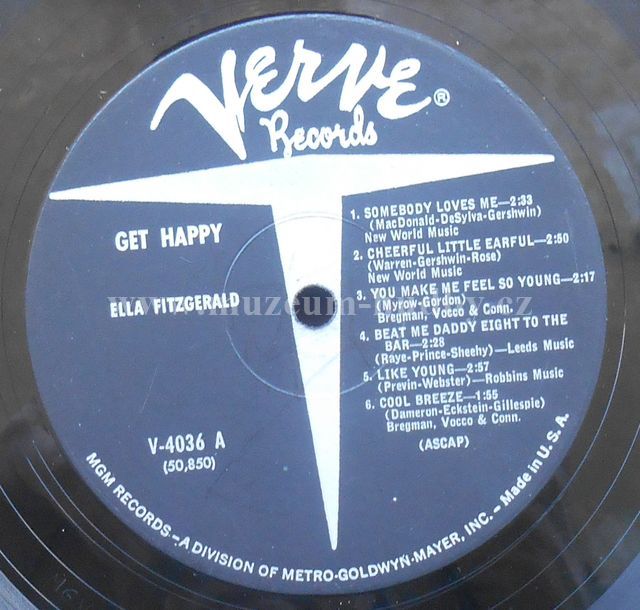 VERVE®
Records
GET HAPPY
ELLA FITZGERALD
V-4036 A
(50,850)
1. SOMEBODY LOVES ME—2:33
(MacDonald-DeSylva-Gershwin)
New World Music
2. CHEERFUL LITTLE EARFUL—2:50
(Warren-Gershwin-Rose)
New World Music
3. YOU MAKE ME FEEL SO YOUNG—2:17
(Myrow-Gordon)
Bregman, Vocco & Conn.
4. BEAT ME DADDY EIGHT TO THE
BAR—2:28
(Raye-Prince-Sheehy)—Leeds Music
5. LIKE YOUNG—2:57
(Previn-Webster)—Robbins Music
6. COOL BREEZE—1:55
(Dameron-Eckstein-Gillespie)
Bregman, Vocco & Conn.
(ASCAP)
MGM RECORDS—A DIVISION OF METRO-GOLDWYN-MAYER, INC.—Made in U.S.A.